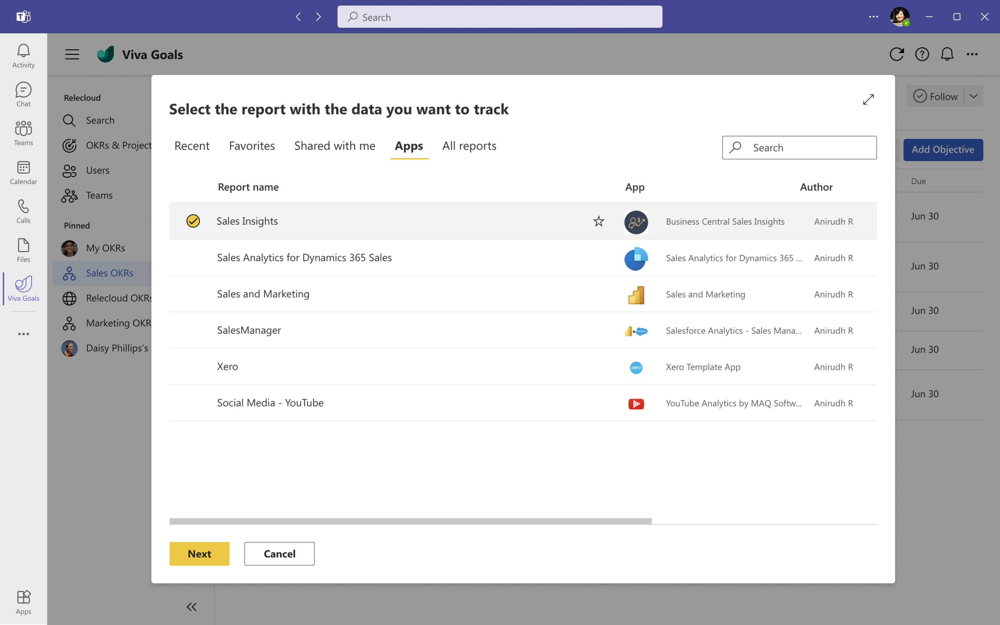 Search
Activity
Chat
Teams
Calendar
Calls
Files
Viva Goals
Apps
Viva Goals
Relecloud
Search
OKRs & Project
Users
Teams
Pinned
My OKRs
Sales OKRs
Relecloud OKRs
Marketing OKR
Daisy Phillips’s
Follow
Add Objective
Due
Jun 30
Jun 30
Jun 30
Jun 30
Jun 30
Select the report with the data you want to track
Recent Favorites Shared with me Apps All reports
Search
Report name App Author
Sales Insights Business Central Sales Insights Anirudh R
Sales Analytics for Dynamics 365 Sales Sales Analytics for Dynamics 365 ... Anirudh R
Sales and Marketing Sales and Marketing Anirudh R
SalesManager Salesforce Analytics - Sales Mana... Anirudh R
Xero xero Xero Template App Anirudh R
Social Media - YouTube YouTube Analytics by MAQ Softw... Anirudh R
Next Cancel